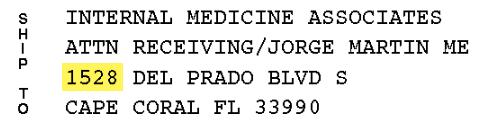 SHIP TO
INTERNAL MEDICINE ASSOCIATES
ATTN RECEIVING/JORGE MARTIN ME
1528 DEL PRADO BLVD S
CAPE CORAL FL 33990